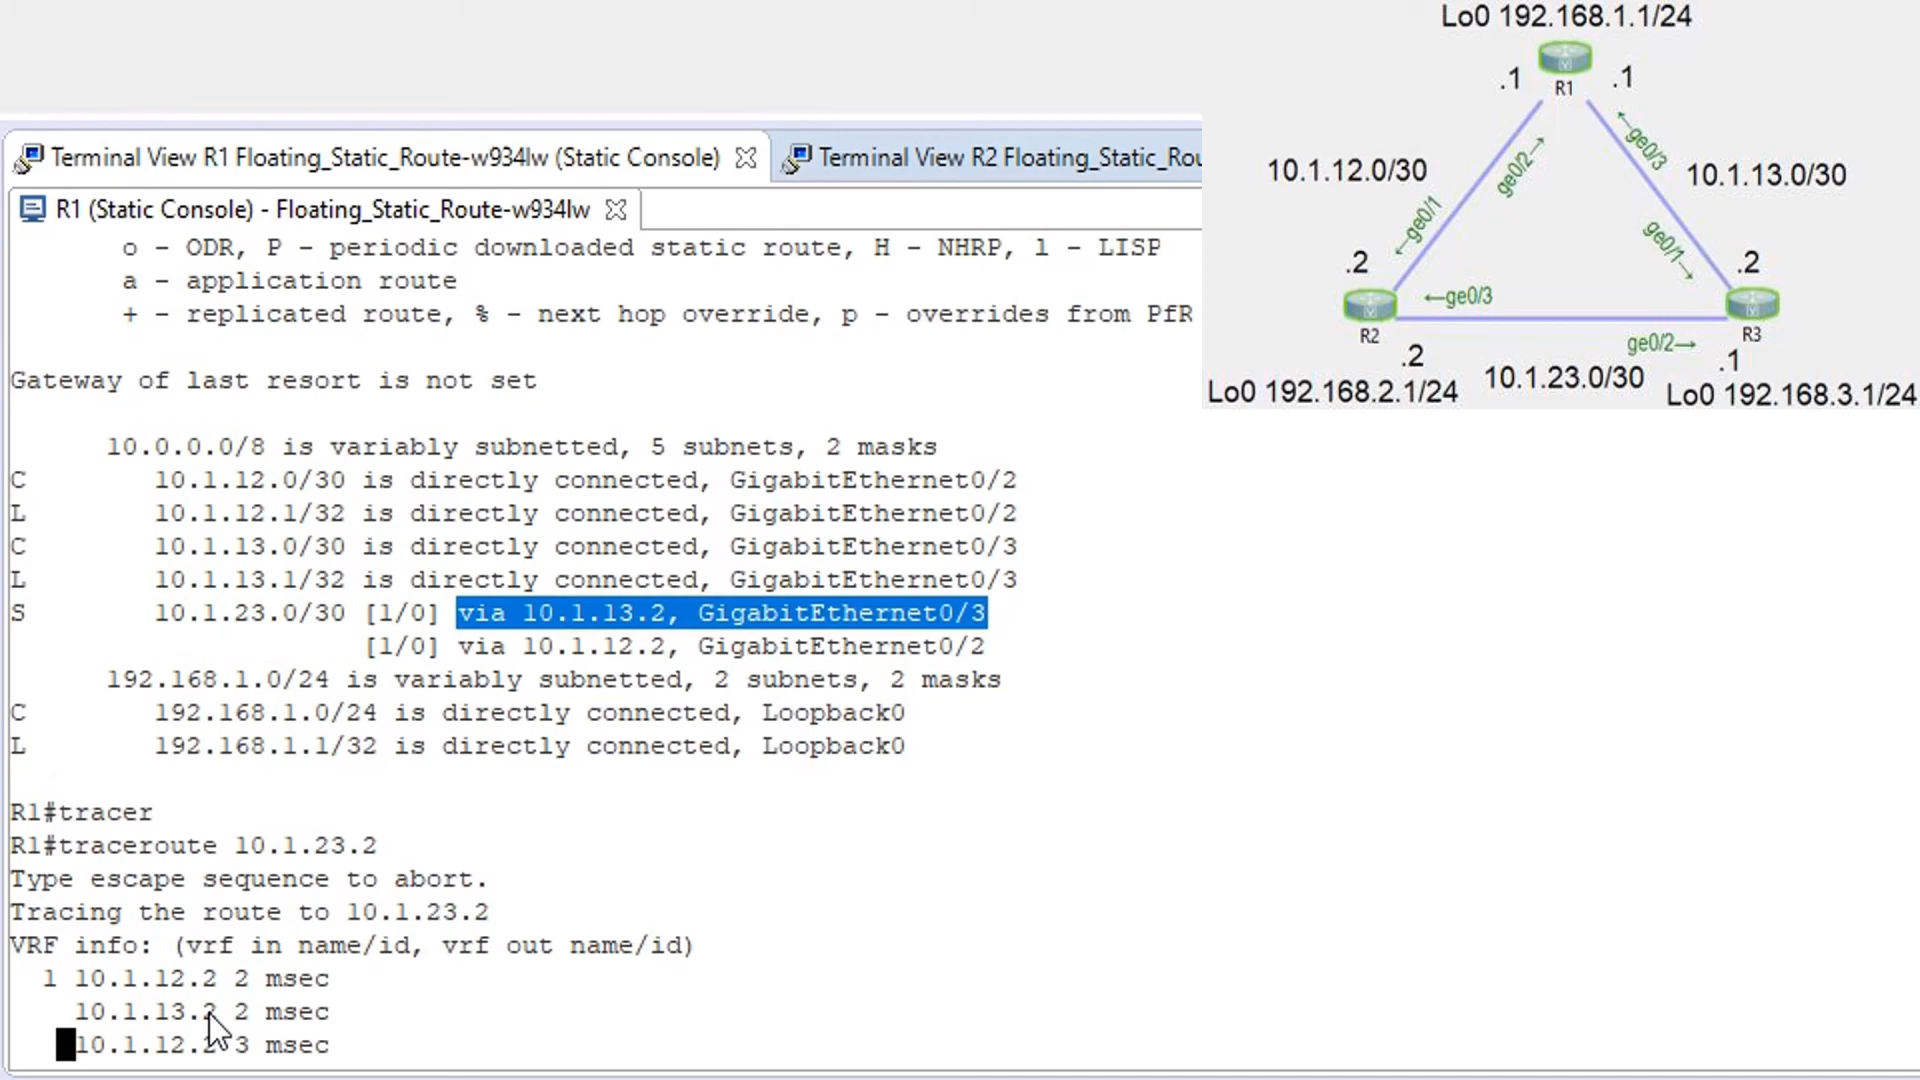 Lo0 192.168.1.1/24
.1
R1
.1
ge0/3
10.1.12.0/30
ge0/2
10.1.13.0/30
ge0/1
ge0/1
.2
.2
ge0/3
R2
R3
ge0/2
.2
.1
10.1.23.0/30
Lo0 192.168.2.1/24
Lo0 192.168.3.1/24
Terminal View R1 Floating_Static_Route-w934lw (Static Console)
Terminal View R2 Floating_Static_Rou
R1 (Static Console) - Floating_Static_Route-w934lw
o - ODR, P - periodic downloaded static route, H - NHRP, l - LISP
a - application route
+ - replicated route, % - next hop override, p - overrides from PfR
Gateway of last resort is not set
10.0.0.0/8 is variably subnetted, 5 subnets, 2 masks
C 10.1.12.0/30 is directly connected, GigabitEthernet0/2
L 10.1.12.1/32 is directly connected, GigabitEthernet0/2
C 10.1.13.0/30 is directly connected, GigabitEthernet0/3
L 10.1.13.1/32 is directly connected, GigabitEthernet0/3
S 10.1.23.0/30 [1/0] via 10.1.13.2, GigabitEthernet0/3
[1/0] via 10.1.12.2, GigabitEthernet0/2
192.168.1.0/24 is variably subnetted, 2 subnets, 2 masks
C 192.168.1.0/24 is directly connected, Loopback0
L 192.168.1.1/32 is directly connected, Loopback0
R1#tracer
R1#traceroute 10.1.23.2
Type escape sequence to abort.
Tracing the route to 10.1.23.2
VRF info: (vrf in name/id, vrf out name/id)
1 10.1.12.2 2 msec
10.1.13.2 2 msec
10.1.12.2 3 msec